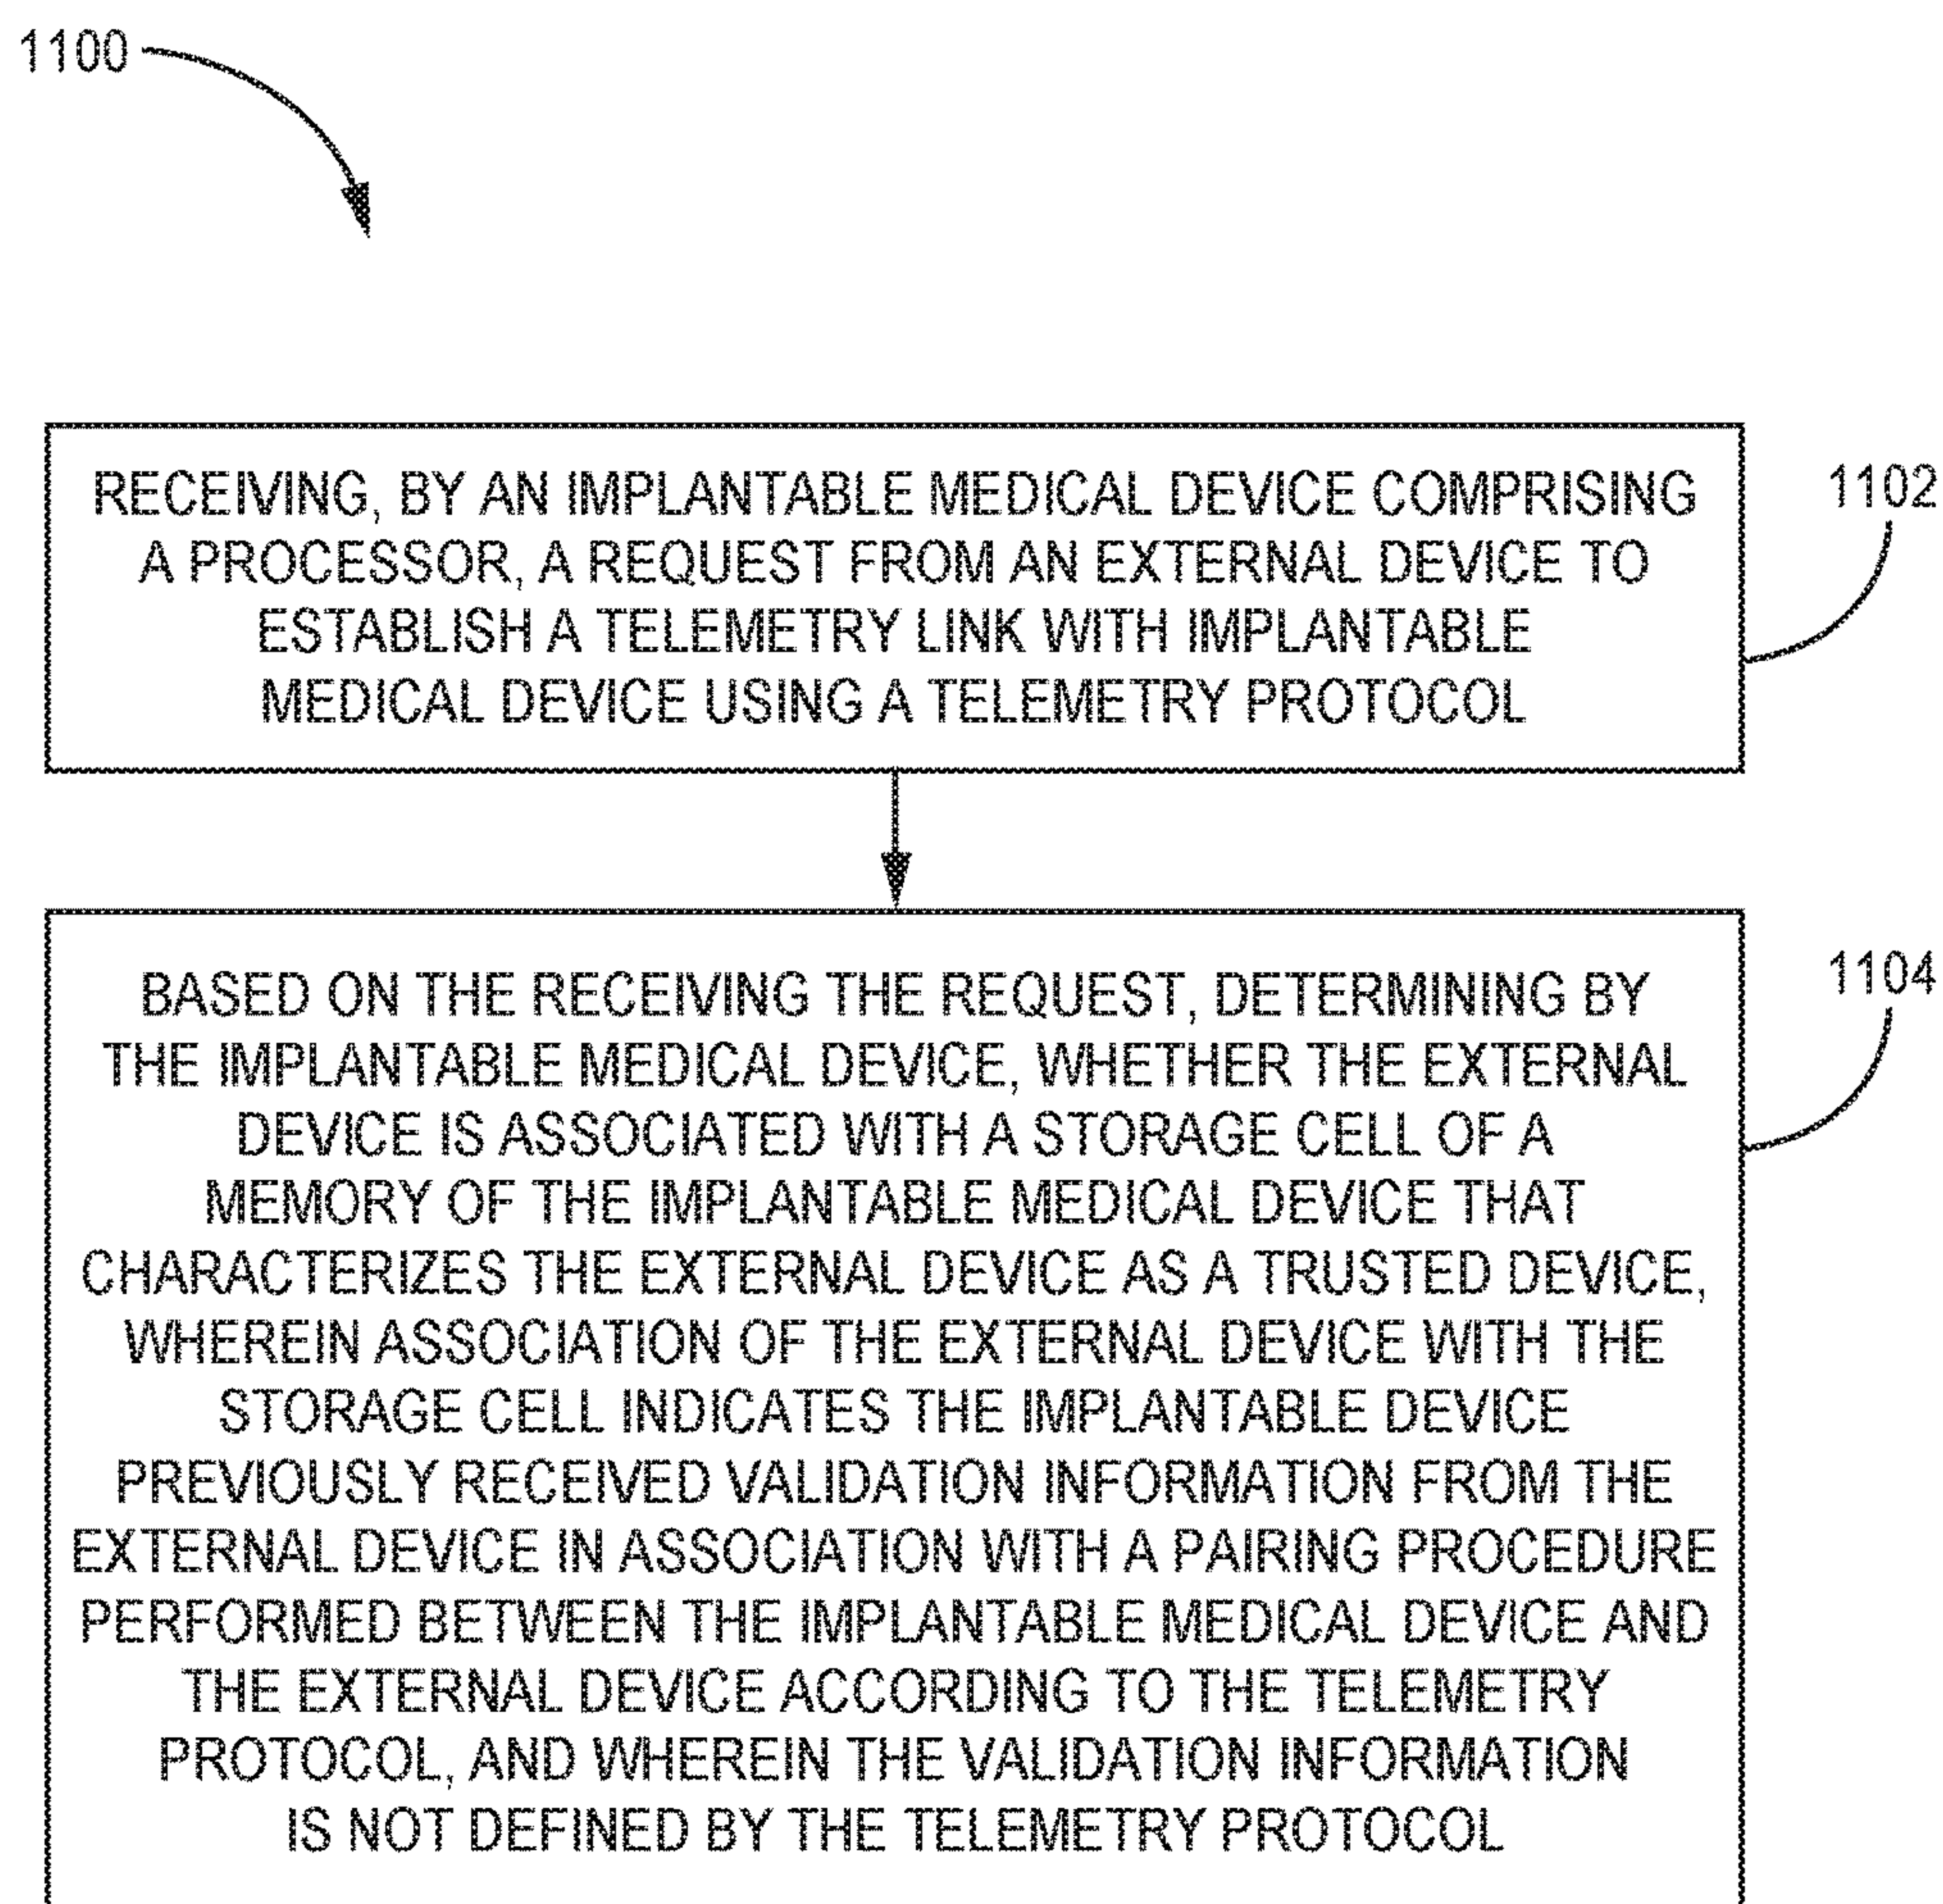 1100
RECEIVING, BY AN IMPLANTABLE MEDICAL DEVICE COMPRISING
A PROCESSOR, A REQUEST FROM AN EXTERNAL DEVICE TO
ESTABLISH A TELEMETRY LINK WITH IMPLANTABLE
MEDICAL DEVICE USING A TELEMETRY PROTOCOL
1102
BASED ON THE RECEIVING THE REQUEST, DETERMINING BY
THE IMPLANTABLE MEDICAL DEVICE, WHETHER THE EXTERNAL
DEVICE IS ASSOCIATED WITH A STORAGE CELL OF A
MEMORY OF THE IMPLANTABLE MEDICAL DEVICE THAT
CHARACTERIZES THE EXTERNAL DEVICE AS A TRUSTED DEVICE,
WHEREIN ASSOCIATION OF THE EXTERNAL DEVICE WITH THE
STORAGE CELL INDICATES THE IMPLANTABLE DEVICE
PREVIOUSLY RECEIVED VALIDATION INFORMATION FROM THE
EXTERNAL DEVICE IN ASSOCIATION WITH A PAIRING PROCEDURE
PERFORMED BETWEEN THE IMPLANTABLE MEDICAL DEVICE AND
THE EXTERNAL DEVICE ACCORDING TO THE TELEMETRY
PROTOCOL, AND WHEREIN THE VALIDATION INFORMATION
IS NOT DEFINED BY THE TELEMETRY PROTOCOL
1104